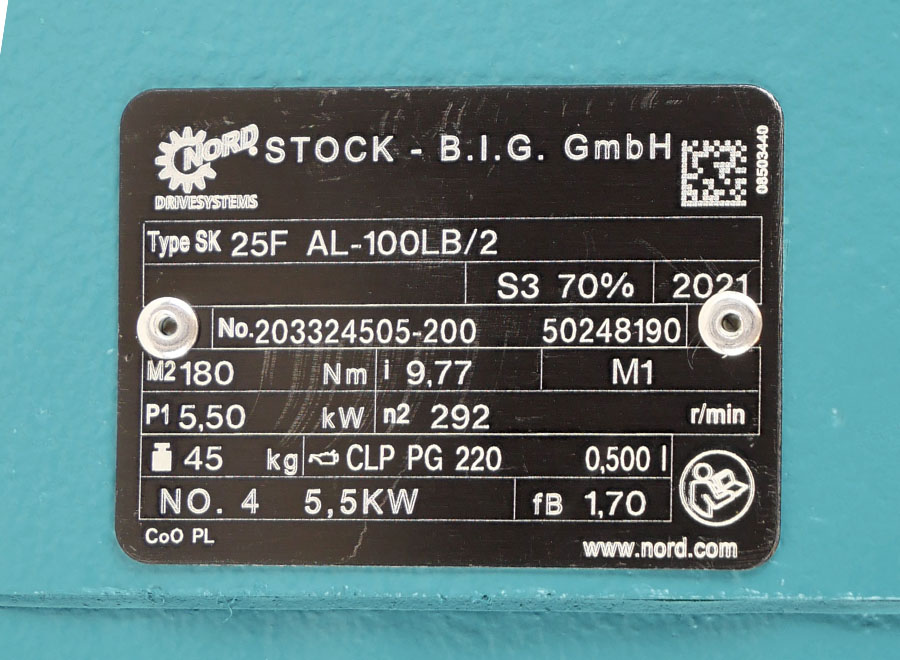 NORD
DRIVESYSTEMS
STOCK - B.I.G. GmbH
08503440
Type SK 25F AL-100LB/2
S3 70% 2021
No. 203324505-200 50248190
M2 180 Nm i 9,77 M1
P1 5,50 kW n2 292 r/min
45 kg CLP PG 220 0,500 l
NO. 4 5,5KW fB 1,70
CoO PL
www.nord.com